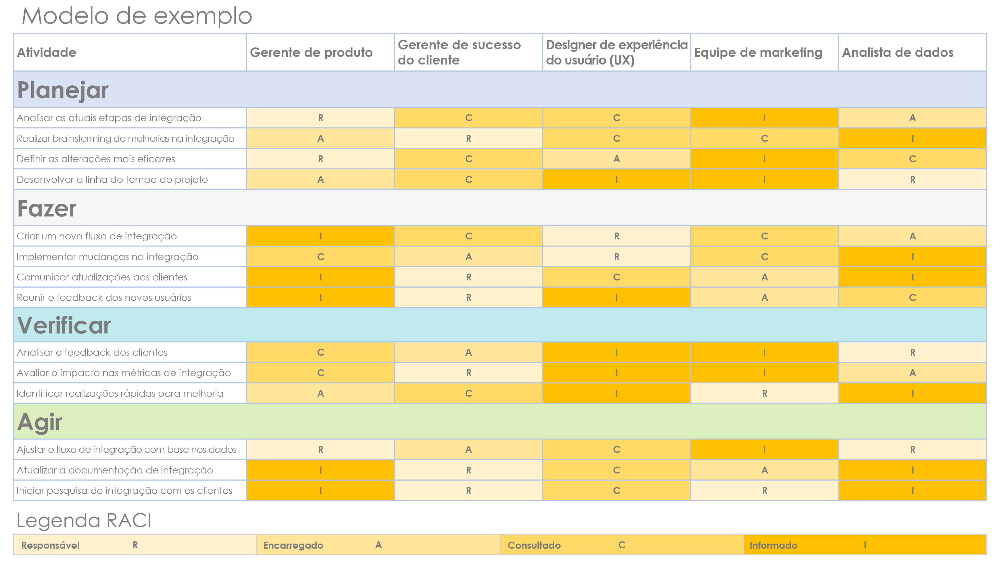 Modelo de exemplo
Atividade Gerente de produto Gerente de sucesso do cliente Designer de experiência do usuário (UX) Equipe de marketing Analista de dados
Planejar
Analisar as atuais etapas de integração R C C I A
Realizar brainstorming de melhorias na integração A R C C I
Definir as alterações mais eficazes R C A I C
Desenvolver a linha do tempo do projeto A C I I R
Fazer
Criar um novo fluxo de integração I C R C A
Implementar mudanças na integração C A R C I
Comunicar atualizações aos clientes I R C A I
Reunir o feedback dos novos usuários I R I A C
Verificar
Analisar o feedback dos clientes C A I I R
Avaliar o impacto nas métricas de integração C R I I A
Identificar realizações rápidas para melhoria A C I R I
Agir
Ajustar o fluxo de integração com base nos dados R A C I R
Atualizar a documentação de integração I R C A I
Iniciar pesquisa de integração com os clientes I R C R I
Legenda RACI
Responsável R Encarregado A Consultado C Informado I